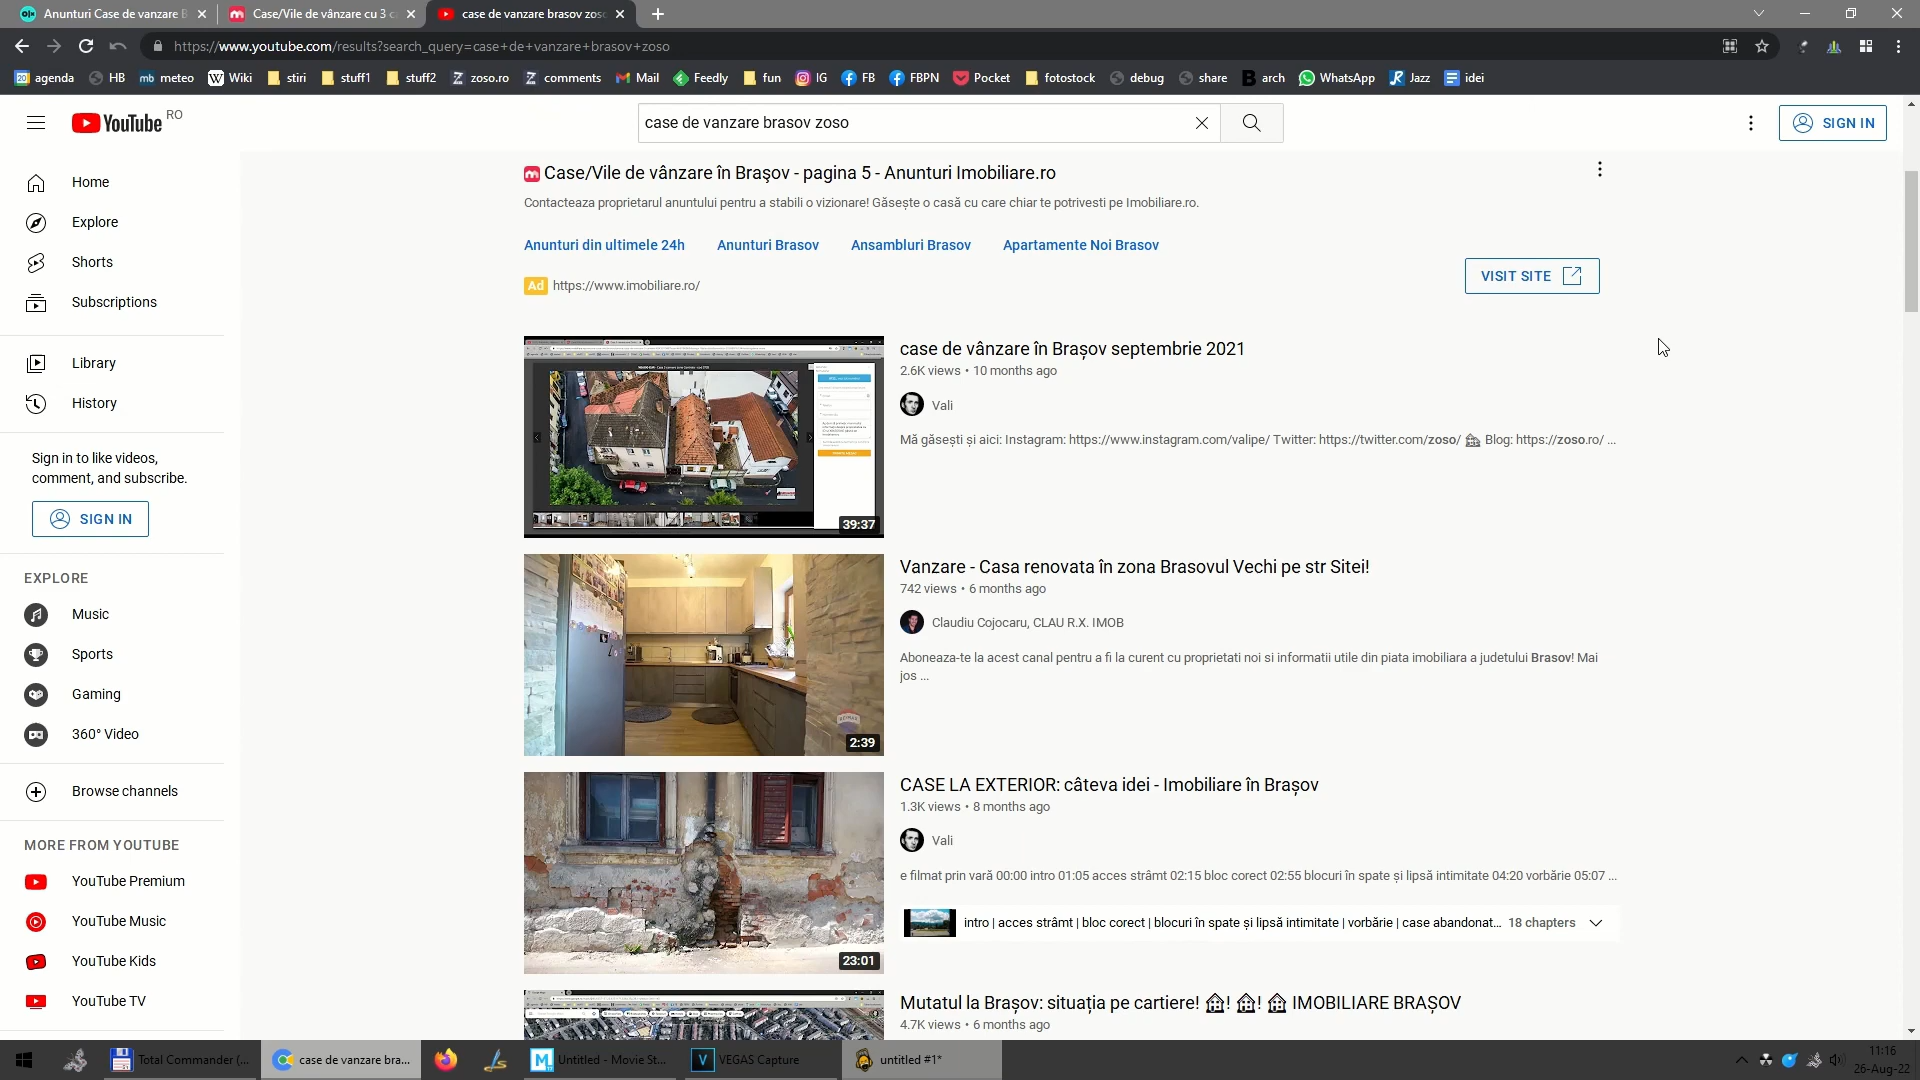 Anunturi Case de vanzare B
Case/Vile de vânzare cu 3 c
case de vanzare brasov zoso
https://www.youtube.com/results?search_query=case+de+vanzare+brasov+zoso
agenda HB meteo Wiki stiri stuff1 stuff2 zoso.ro comments Mail Feedly fun IG FB FBPN Pocket fotostock debug share arch WhatsApp Jazz idei
YouTube RO
case de vanzare brasov zoso
SIGN IN
Home
Explore
Shorts
Subscriptions
Library
History
Sign in to like videos,
comment, and subscribe.
SIGN IN
EXPLORE
Music
Sports
Gaming
360° Video
Browse channels
MORE FROM YOUTUBE
YouTube Premium
YouTube Music
YouTube Kids
YouTube TV
Case/Vile de vânzare în Braşov - pagina 5 - Anunturi Imobiliare.ro
Contacteaza proprietarul anuntului pentru a stabili o vizionare! Găsește o casă cu care chiar te potrivesti pe Imobiliare.ro.
Anunturi din ultimele 24h Anunturi Brasov Ansambluri Brasov Apartamente Noi Brasov
Ad https://www.imobiliare.ro/
VISIT SITE
39:37
case de vânzare în Brașov septembrie 2021
2.6K views • 10 months ago
Vali
Mă găsești și aici: Instagram: https://www.instagram.com/valipe/ Twitter: https://twitter.com/zoso/ 🏠 Blog: https://zoso.ro/ ...
2:39
Vanzare - Casa renovata în zona Brasovul Vechi pe str Sitei!
742 views • 6 months ago
Claudiu Cojocaru, CLAU R.X. IMOB
Aboneaza-te la acest canal pentru a fi la curent cu proprietati noi si informatii utile din piata imobiliara a judetului Brasov! Mai
jos ...
23:01
CASE LA EXTERIOR: câteva idei - Imobiliare în Brașov
1.3K views • 8 months ago
Vali
e filmat prin vară 00:00 intro 01:05 acces strâmt 02:15 bloc corect 02:55 blocuri în spate și lipsă intimitate 04:20 vorbărie 05:07 ...
intro | acces strâmt | bloc corect | blocuri în spate și lipsă intimitate | vorbărie | case abandonat... 18 chapters
Mutatul la Brașov: situația pe cartiere! 🏠! 🏠! 🏠 IMOBILIARE BRAȘOV
4.7K views • 6 months ago
Total Commander (...
case de vanzare bra...
Untitled - Movie St...
VEGAS Capture
untitled #1*
11:16
26-Aug-22